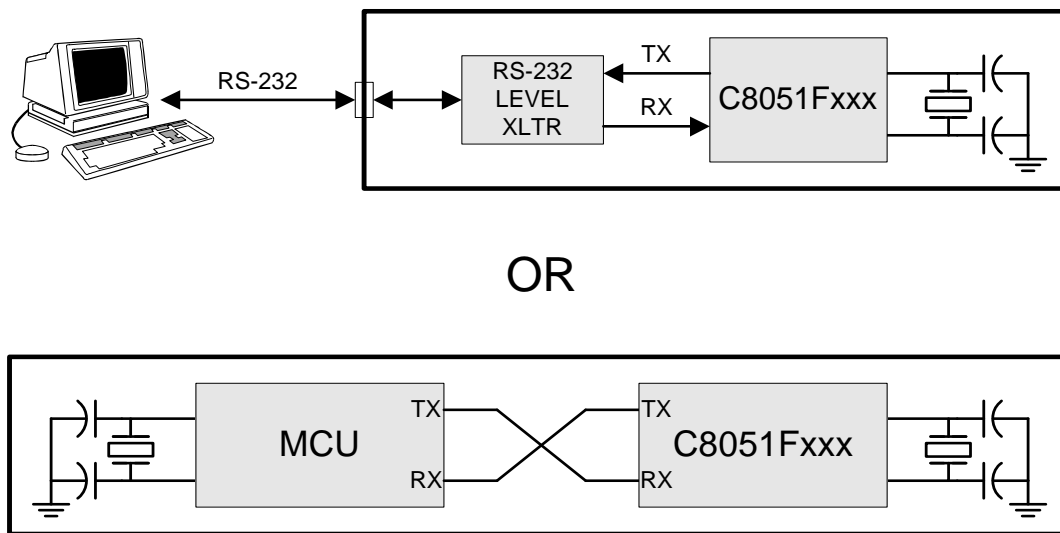 RS-232
RS-232
LEVEL
XLTR
TX
RX
C8051Fxxx
OR
MCU
TX
RX
TX
RX
C8051Fxxx